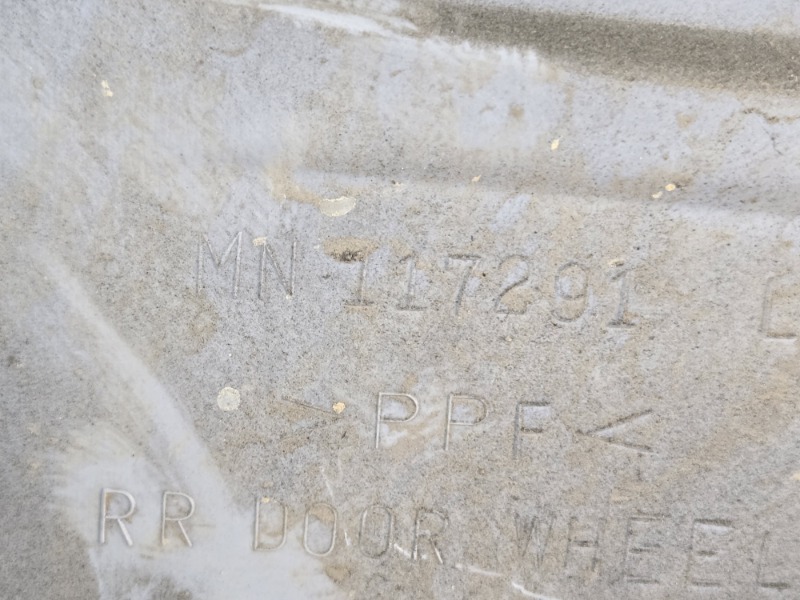 MN 117291 L
>PPF<
RR DOOR WHEEL